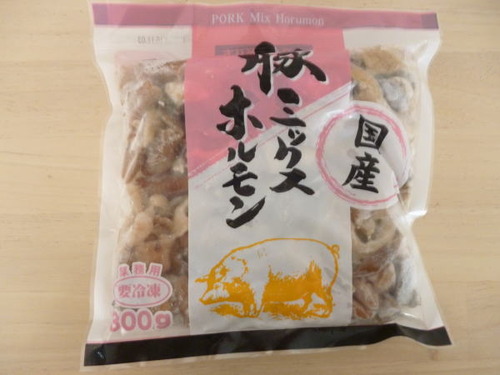 PORK Mix Horumon
豚ミックス
ホルモン
国産
業務用
要冷凍
800g